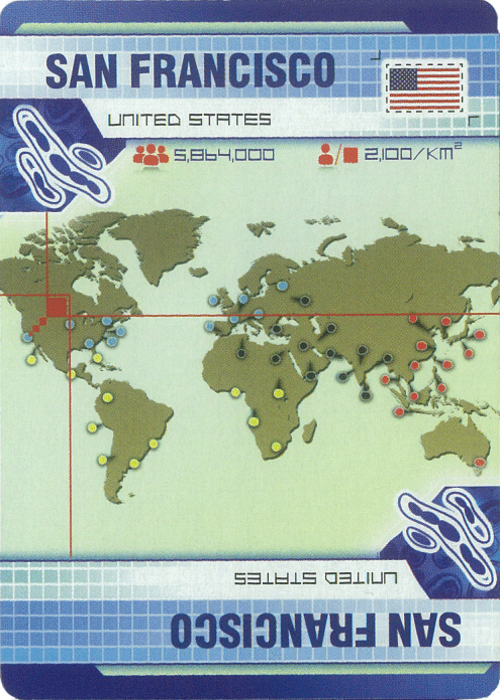 SAN FRANCISCO
UNITED STATES
5,864,000 2,100/KM²
UNITED STATES
SAN FRANCISCO